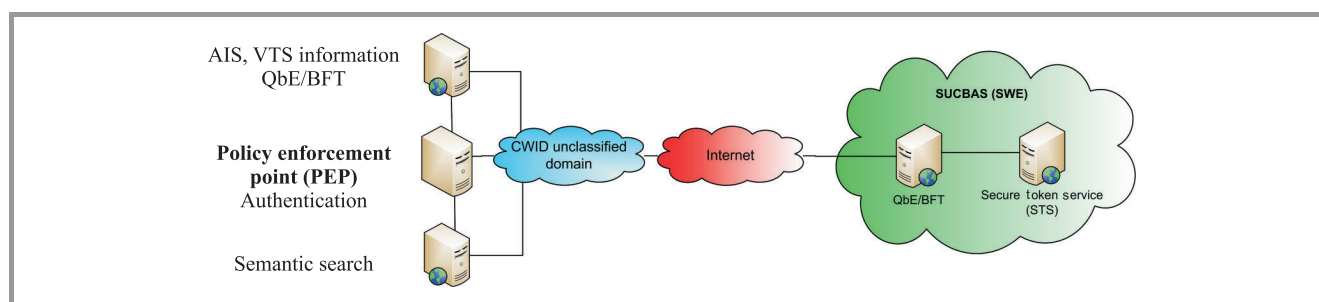 AIS, VTS information
QbE/BFT
Policy enforcement
point (PEP)
Authentication
Semantic search
CWID unclassified
domain
Internet
SUCBAS (SWE)
QbE/BFT
Secure token service
(STS)